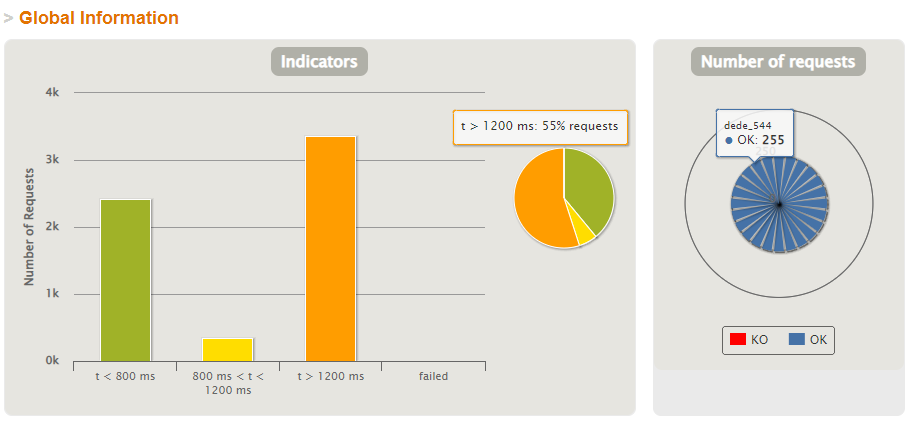 > Global Information
Indicators
4k
3k
2k
1k
0k
Number of Requests
t < 800 ms
800 ms < t <
1200 ms
t > 1200 ms
failed
t > 1200 ms: 55% requests
Number of requests
dede_544
● OK: 255
250
KO
OK